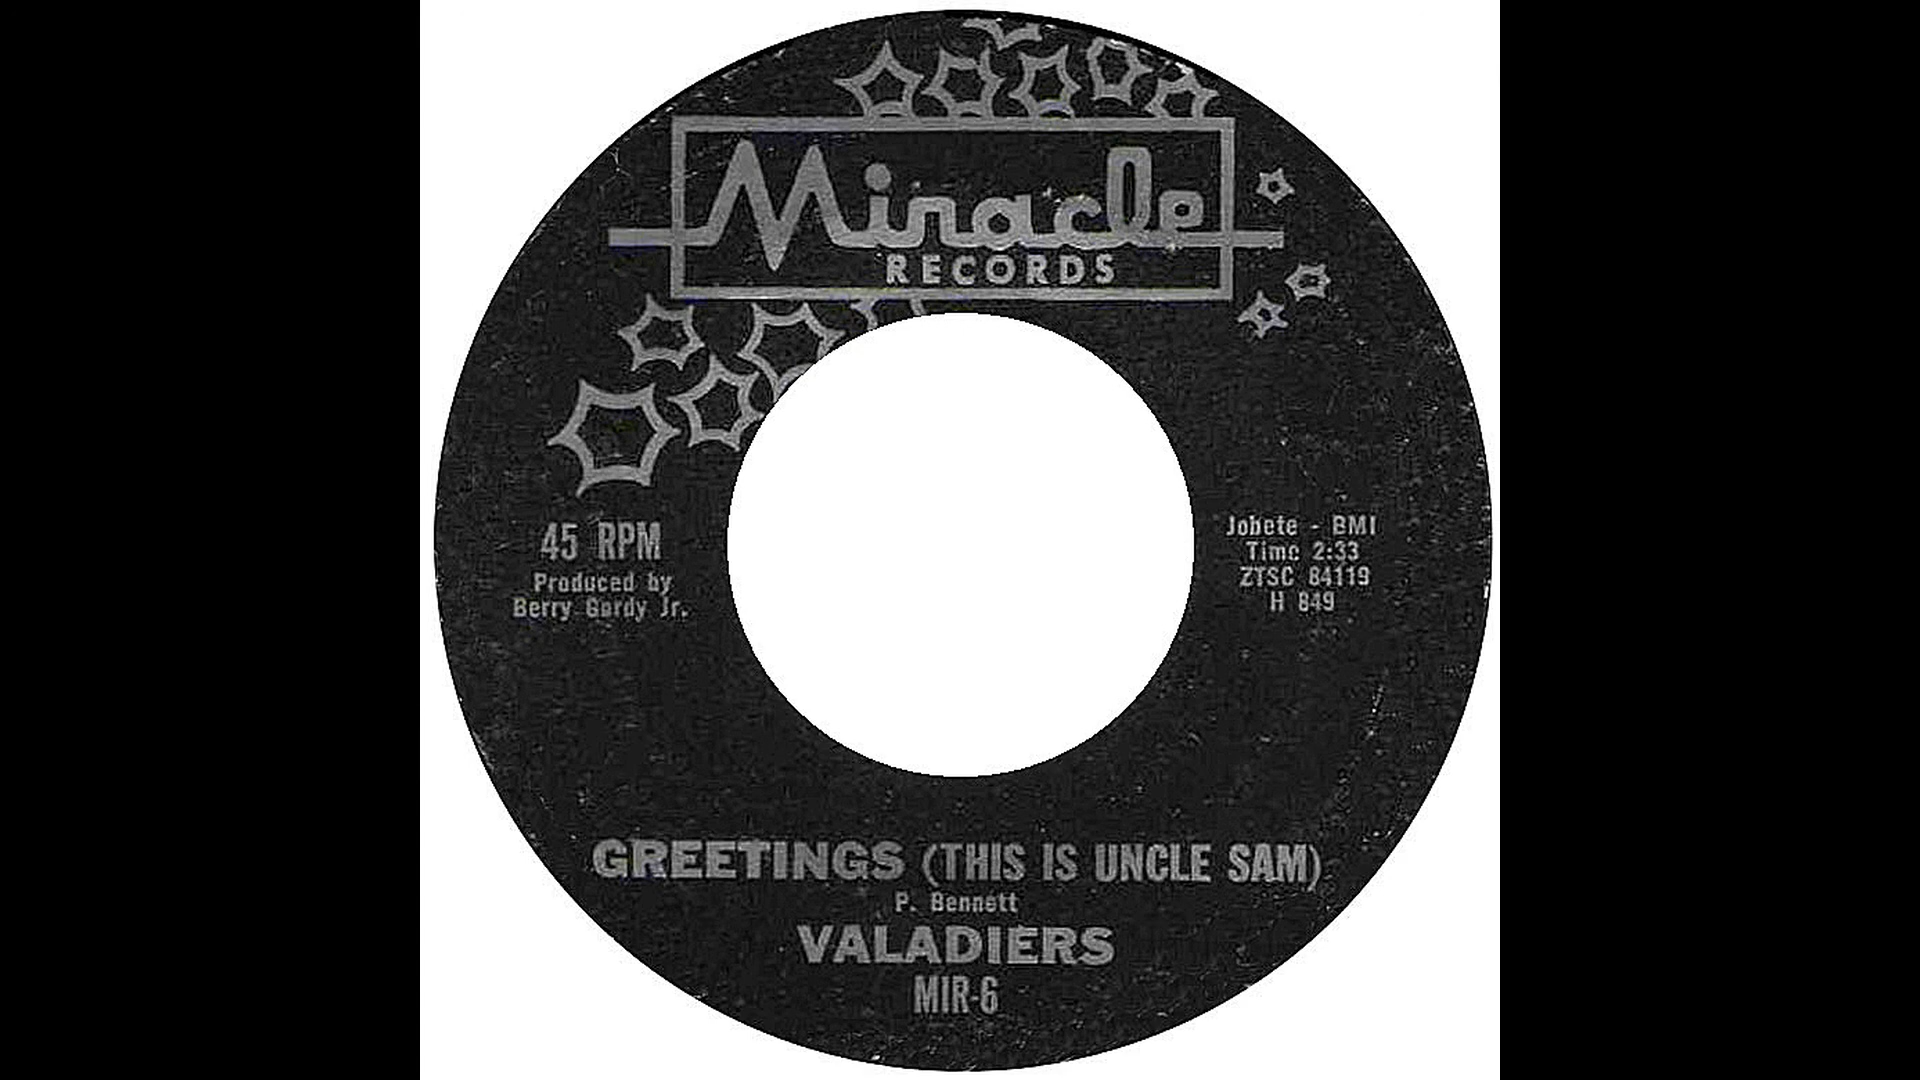 Miracle
RECORDS
45 RPM
Produced by
Berry Gordy Jr.
Jobete - BMI
Time 2:33
ZTSC 84119
H 849
GREETINGS (THIS IS UNCLE SAM)
P. Bennett
VALADIERS
MIR-6